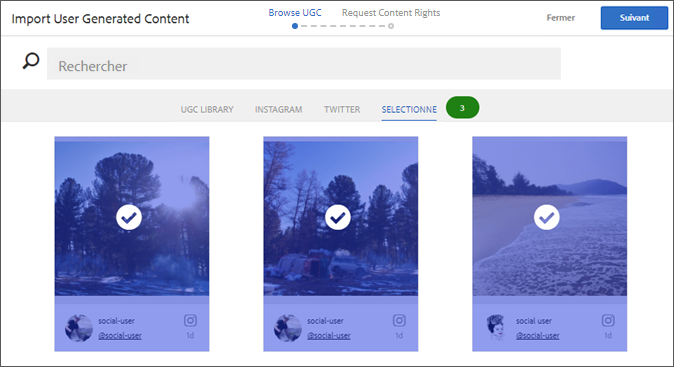 Import User Generated Content
Browse UGC Request Content Rights
Fermer Suivant
Rechercher
UGC LIBRARY INSTAGRAM TWITTER SELECTIONNE 3
social-user social-user social user
@social-user @social-user @social-user
1d 1d 1d